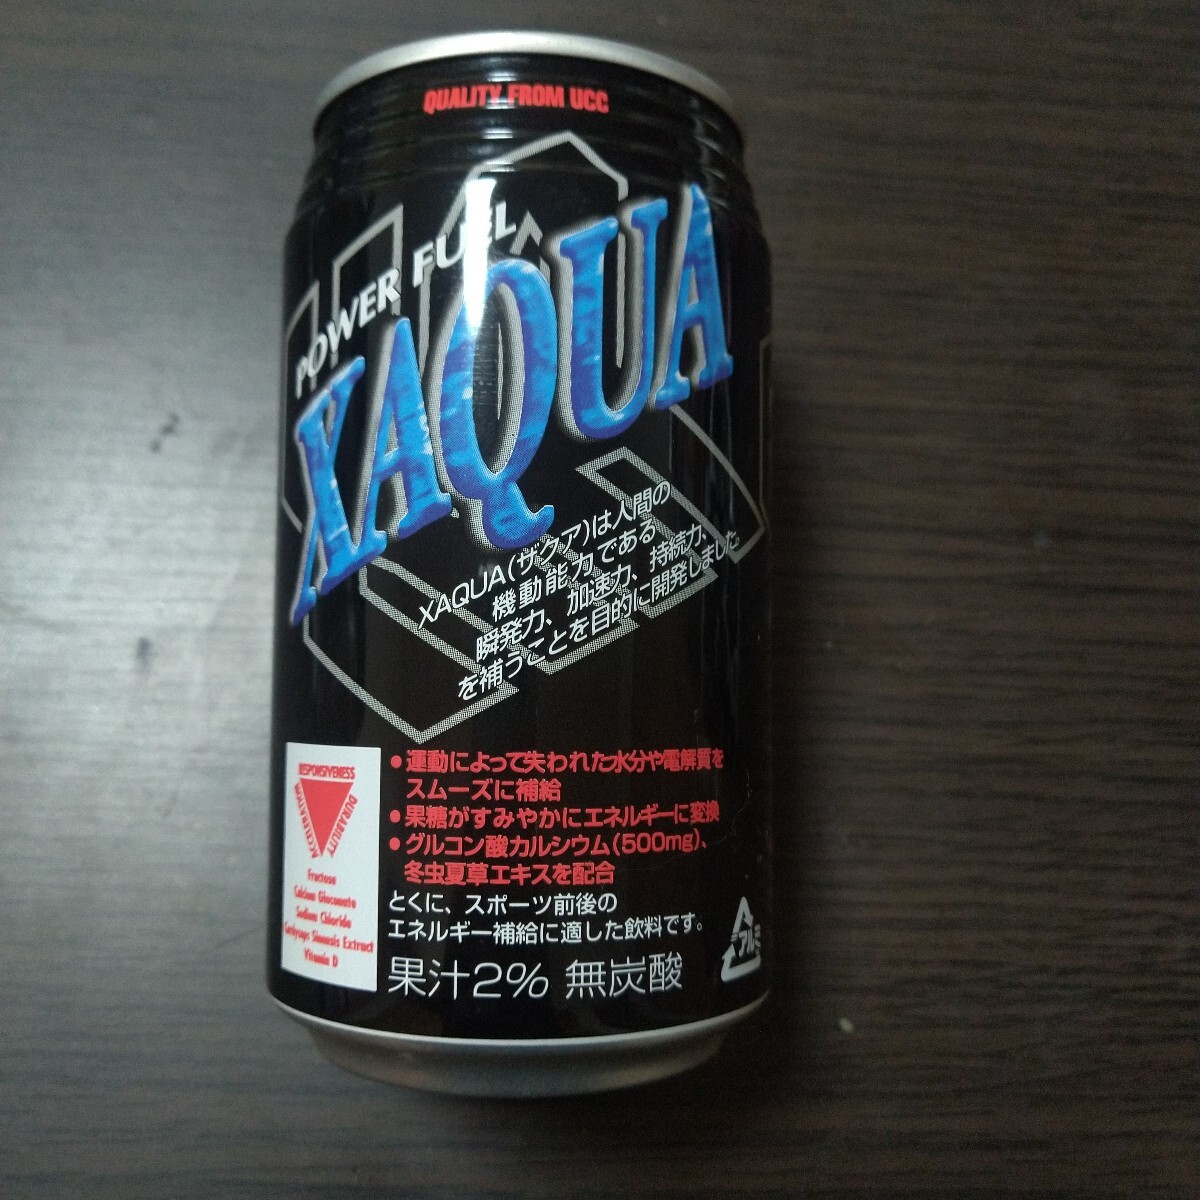 QUALITY FROM UCC
POWER FUEL
XAQUA
XAQUA(ザクア)は人間の
機動能力である
瞬発力、加速力、持続力、
を補うことを目的に開発しました。
RESPONSIVENESS
ACCELERATION
DURABILITY
Fructose
Calcium Gluconate
Sodium Chloride
Cordyceps Sinensis Extract
Vitamin D
●運動によって失われた水分や電解質を
スムーズに補給
●果糖がすみやかにエネルギーに変換
●グルコン酸カルシウム(500mg)、
冬虫夏草エキスを配合
とくに、スポーツ前後の
エネルギー補給に適した飲料です。
果汁2% 無炭酸
アルミ